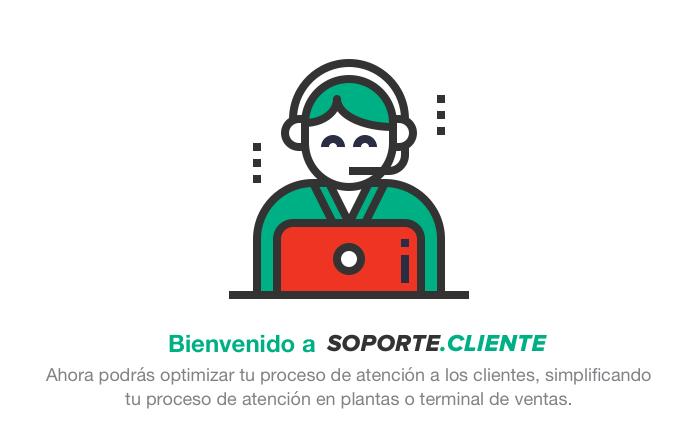 Bienvenido a SOPORTE.CLIENTE
Ahora podrás optimizar tu proceso de atención a los clientes, simplificando
tu proceso de atención en plantas o terminal de ventas.